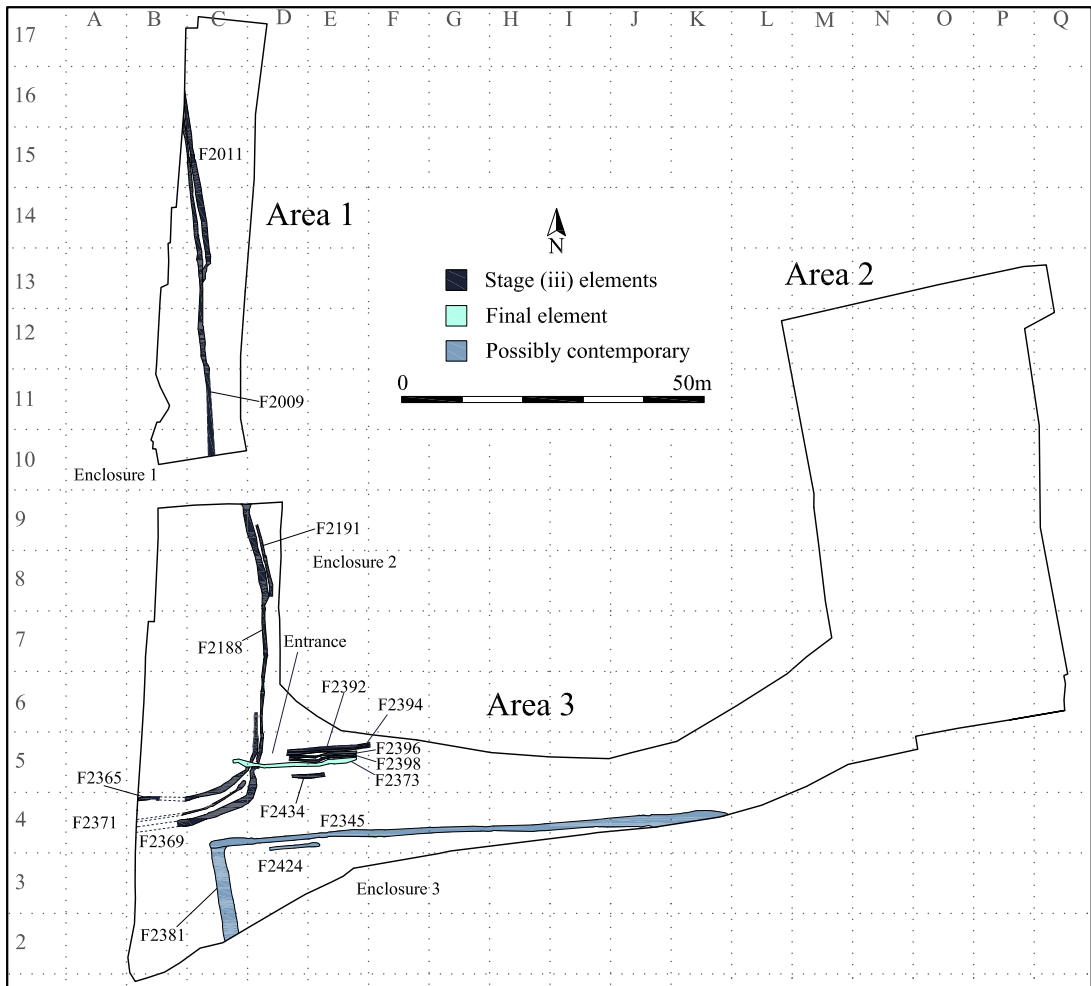 A B C D E F G H I J K L M N O P Q
17
16
15
F2011
14
Area 1
N
13
Stage (iii) elements
Area 2
12
Final element
Possibly contemporary
0 50m
11
F2009
10
Enclosure 1
9
F2191
Enclosure 2
8
7
F2188
Entrance
6
F2392
F2394
Area 3
5
F2396
F2398
F2373
F2365
F2434
4
F2371
F2345
F2369
F2424
3
Enclosure 3
F2381
2